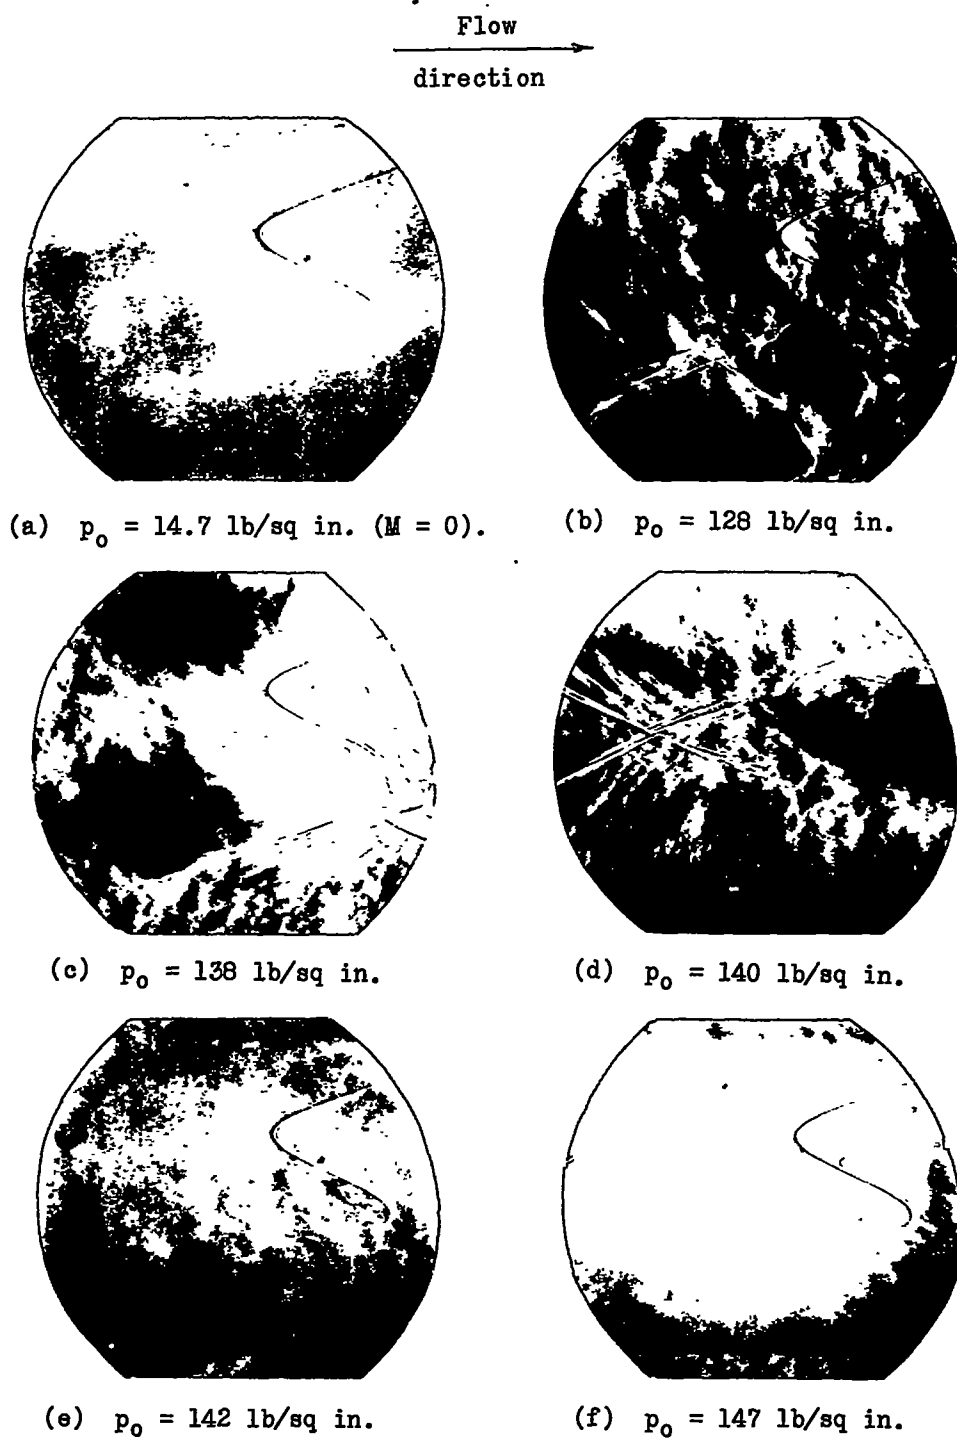 Flow
direction
(a) p₀ = 14.7 lb/sq in. (M = 0).
(b) p₀ = 128 lb/sq in.
(c) p₀ = 138 lb/sq in.
(d) p₀ = 140 lb/sq in.
(e) p₀ = 142 lb/sq in.
(f) p₀ = 147 lb/sq in.